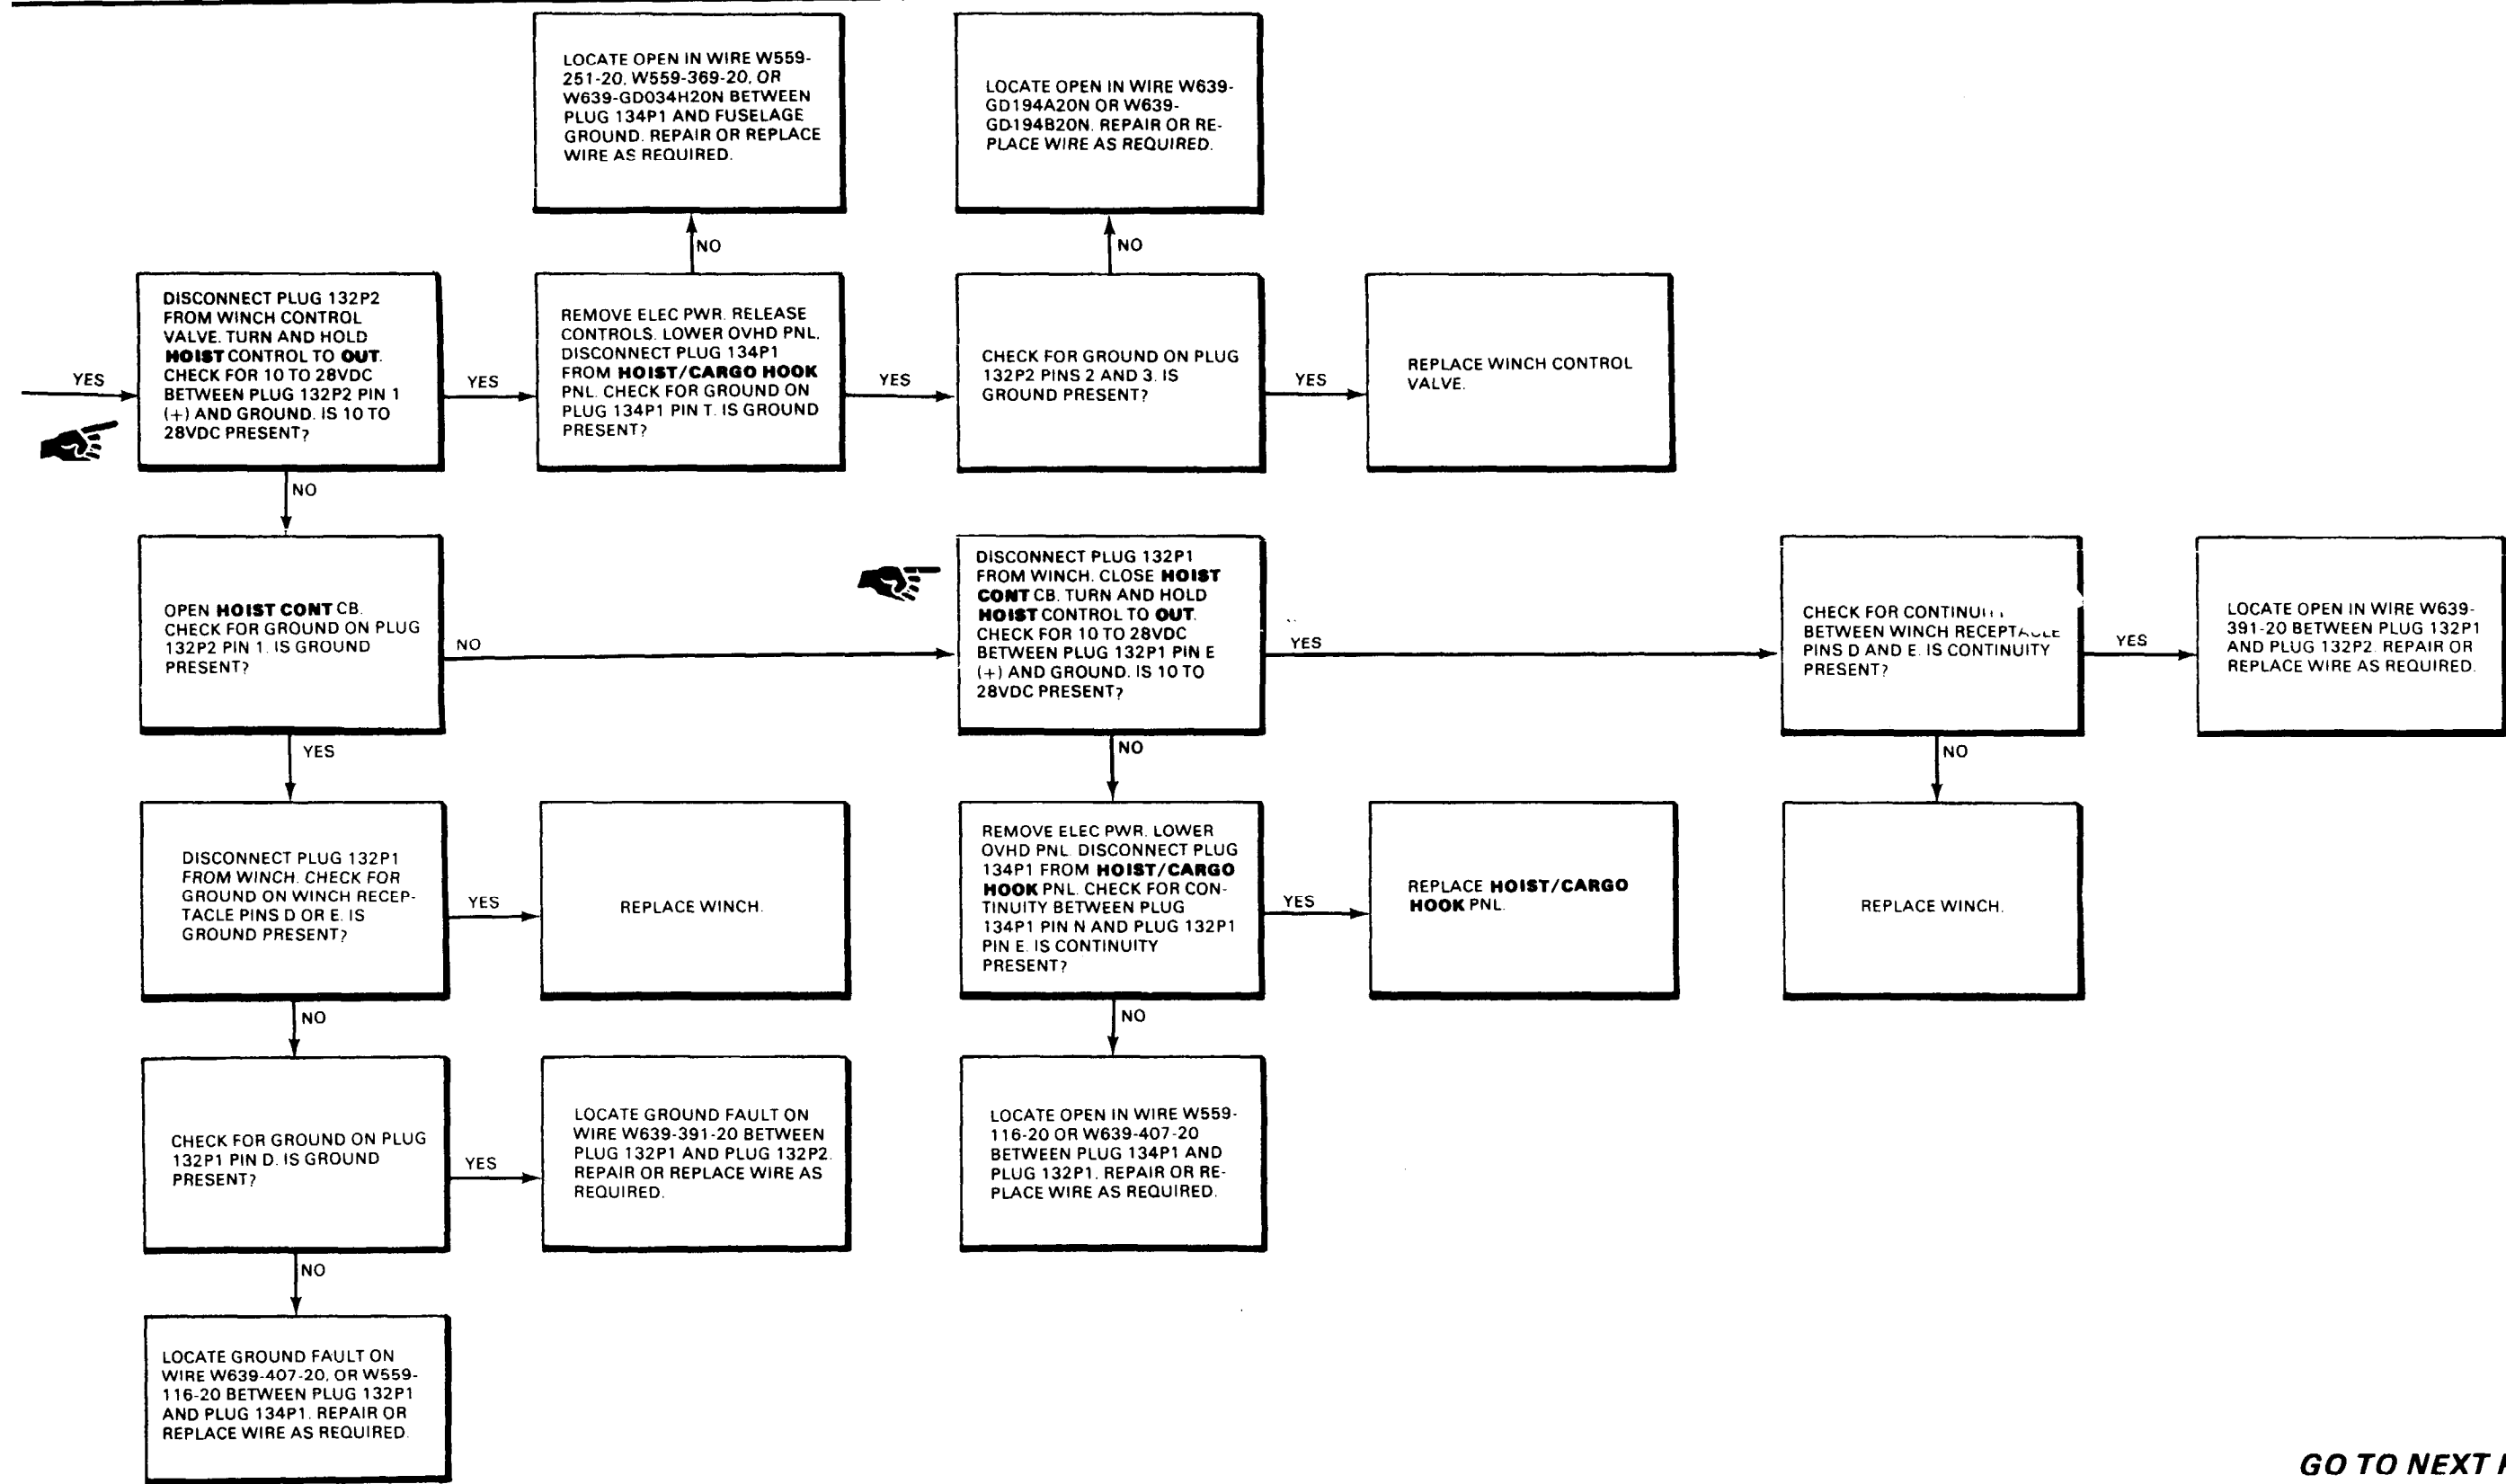 LOCATE OPEN IN WIRE W559-
251-20, W559-369-20, OR
W639-GD034H20N BETWEEN
PLUG 134P1 AND FUSELAGE
GROUND. REPAIR OR REPLACE
WIRE AS REQUIRED.
LOCATE OPEN IN WIRE W639-
GD194A20N OR W639-
GD194B20N. REPAIR OR RE-
PLACE WIRE AS REQUIRED.
NO
NO
YES
DISCONNECT PLUG 132P2
FROM WINCH CONTROL
VALVE. TURN AND HOLD
HOIST CONTROL TO OUT.
CHECK FOR 10 TO 28VDC
BETWEEN PLUG 132P2 PIN 1
(+) AND GROUND. IS 10 TO
28VDC PRESENT?
YES
REMOVE ELEC PWR. RELEASE
CONTROLS. LOWER OVHD PNL.
DISCONNECT PLUG 134P1
FROM HOIST/CARGO HOOK
PNL. CHECK FOR GROUND ON
PLUG 134P1 PIN T. IS GROUND
PRESENT?
YES
CHECK FOR GROUND ON PLUG
132P2 PINS 2 AND 3. IS
GROUND PRESENT?
YES
REPLACE WINCH CONTROL
VALVE.
NO
OPEN HOIST CONT CB.
CHECK FOR GROUND ON PLUG
132P2 PIN 1. IS GROUND
PRESENT?
NO
DISCONNECT PLUG 132P1
FROM WINCH. CLOSE HOIST
CONT CB. TURN AND HOLD
HOIST CONTROL TO OUT.
CHECK FOR 10 TO 28VDC
BETWEEN PLUG 132P1 PIN E
(+) AND GROUND. IS 10 TO
28VDC PRESENT?
YES
CHECK FOR
BETWEEN WINCH RECEPTACLE
PINS D AND E. IS CONTINUITY
PRESENT?
YES
LOCATE OPEN IN WIRE W639-
391-20 BETWEEN PLUG 132P1
AND PLUG 132P2. REPAIR OR
REPLACE WIRE AS REQUIRED.
YES
NO
NO
DISCONNECT PLUG 132P1
FROM WINCH. CHECK FOR
GROUND ON WINCH RECEP-
TACLE PINS D OR E. IS
GROUND PRESENT?
YES
REPLACE WINCH.
REMOVE ELEC PWR. LOWER
OVHD PNL. DISCONNECT PLUG
134P1 FROM HOIST/CARGO
HOOK PNL. CHECK FOR CON-
TINUITY BETWEEN PLUG
134P1 PIN N AND PLUG 132P1
PIN E. IS CONTINUITY
PRESENT?
YES
REPLACE HOIST/CARGO
HOOK PNL.
REPLACE WINCH.
NO
NO
CHECK FOR GROUND ON PLUG
132P1 PIN D. IS GROUND
PRESENT?
YES
LOCATE GROUND FAULT ON
WIRE W639-391-20 BETWEEN
PLUG 132P1 AND PLUG 132P2.
REPAIR OR REPLACE WIRE AS
REQUIRED.
LOCATE OPEN IN WIRE W559-
116-20 OR W639-407-20
BETWEEN PLUG 134P1 AND
PLUG 132P1. REPAIR OR RE-
PLACE WIRE AS REQUIRED.
NO
LOCATE GROUND FAULT ON
WIRE W639-407-20, OR W559-
116-20 BETWEEN PLUG 132P1
AND PLUG 134P1. REPAIR OR
REPLACE WIRE AS REQUIRED.
GO TO NEXT